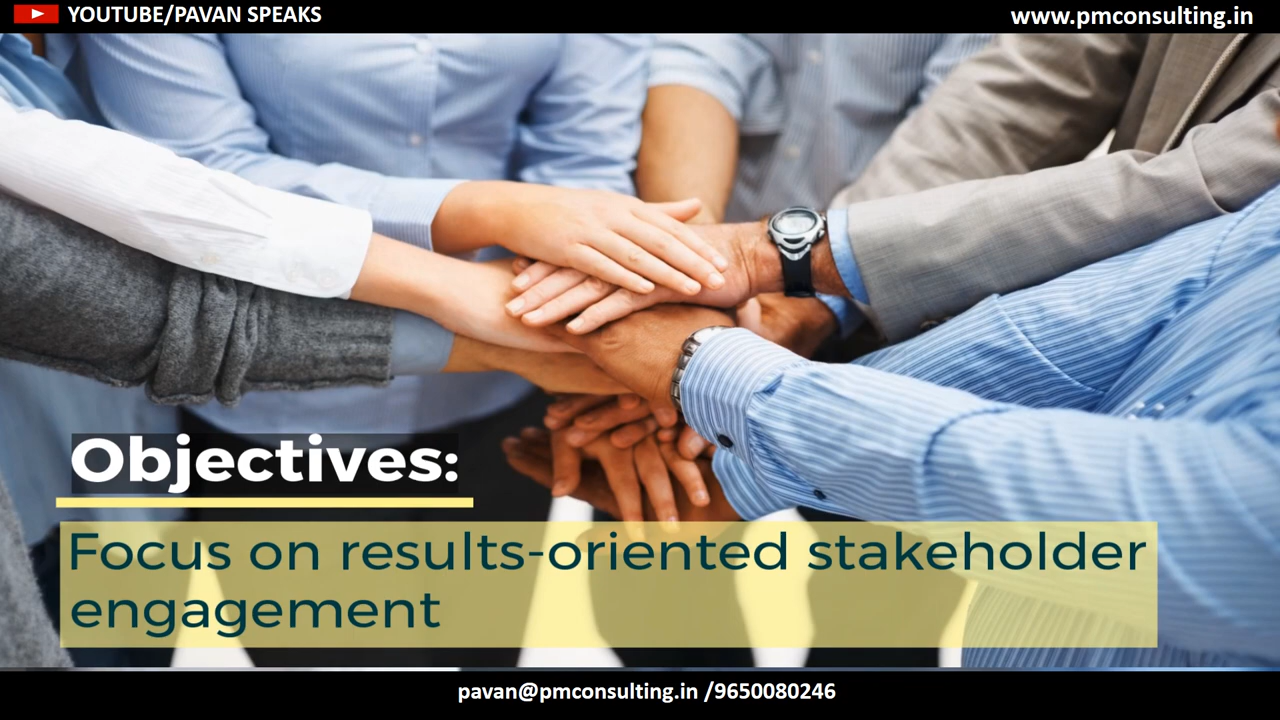 YOUTUBE/PAVAN SPEAKS
www.pmconsulting.in
Objectives:
Focus on results-oriented stakeholder
engagement
pavan@pmconsulting.in /9650080246